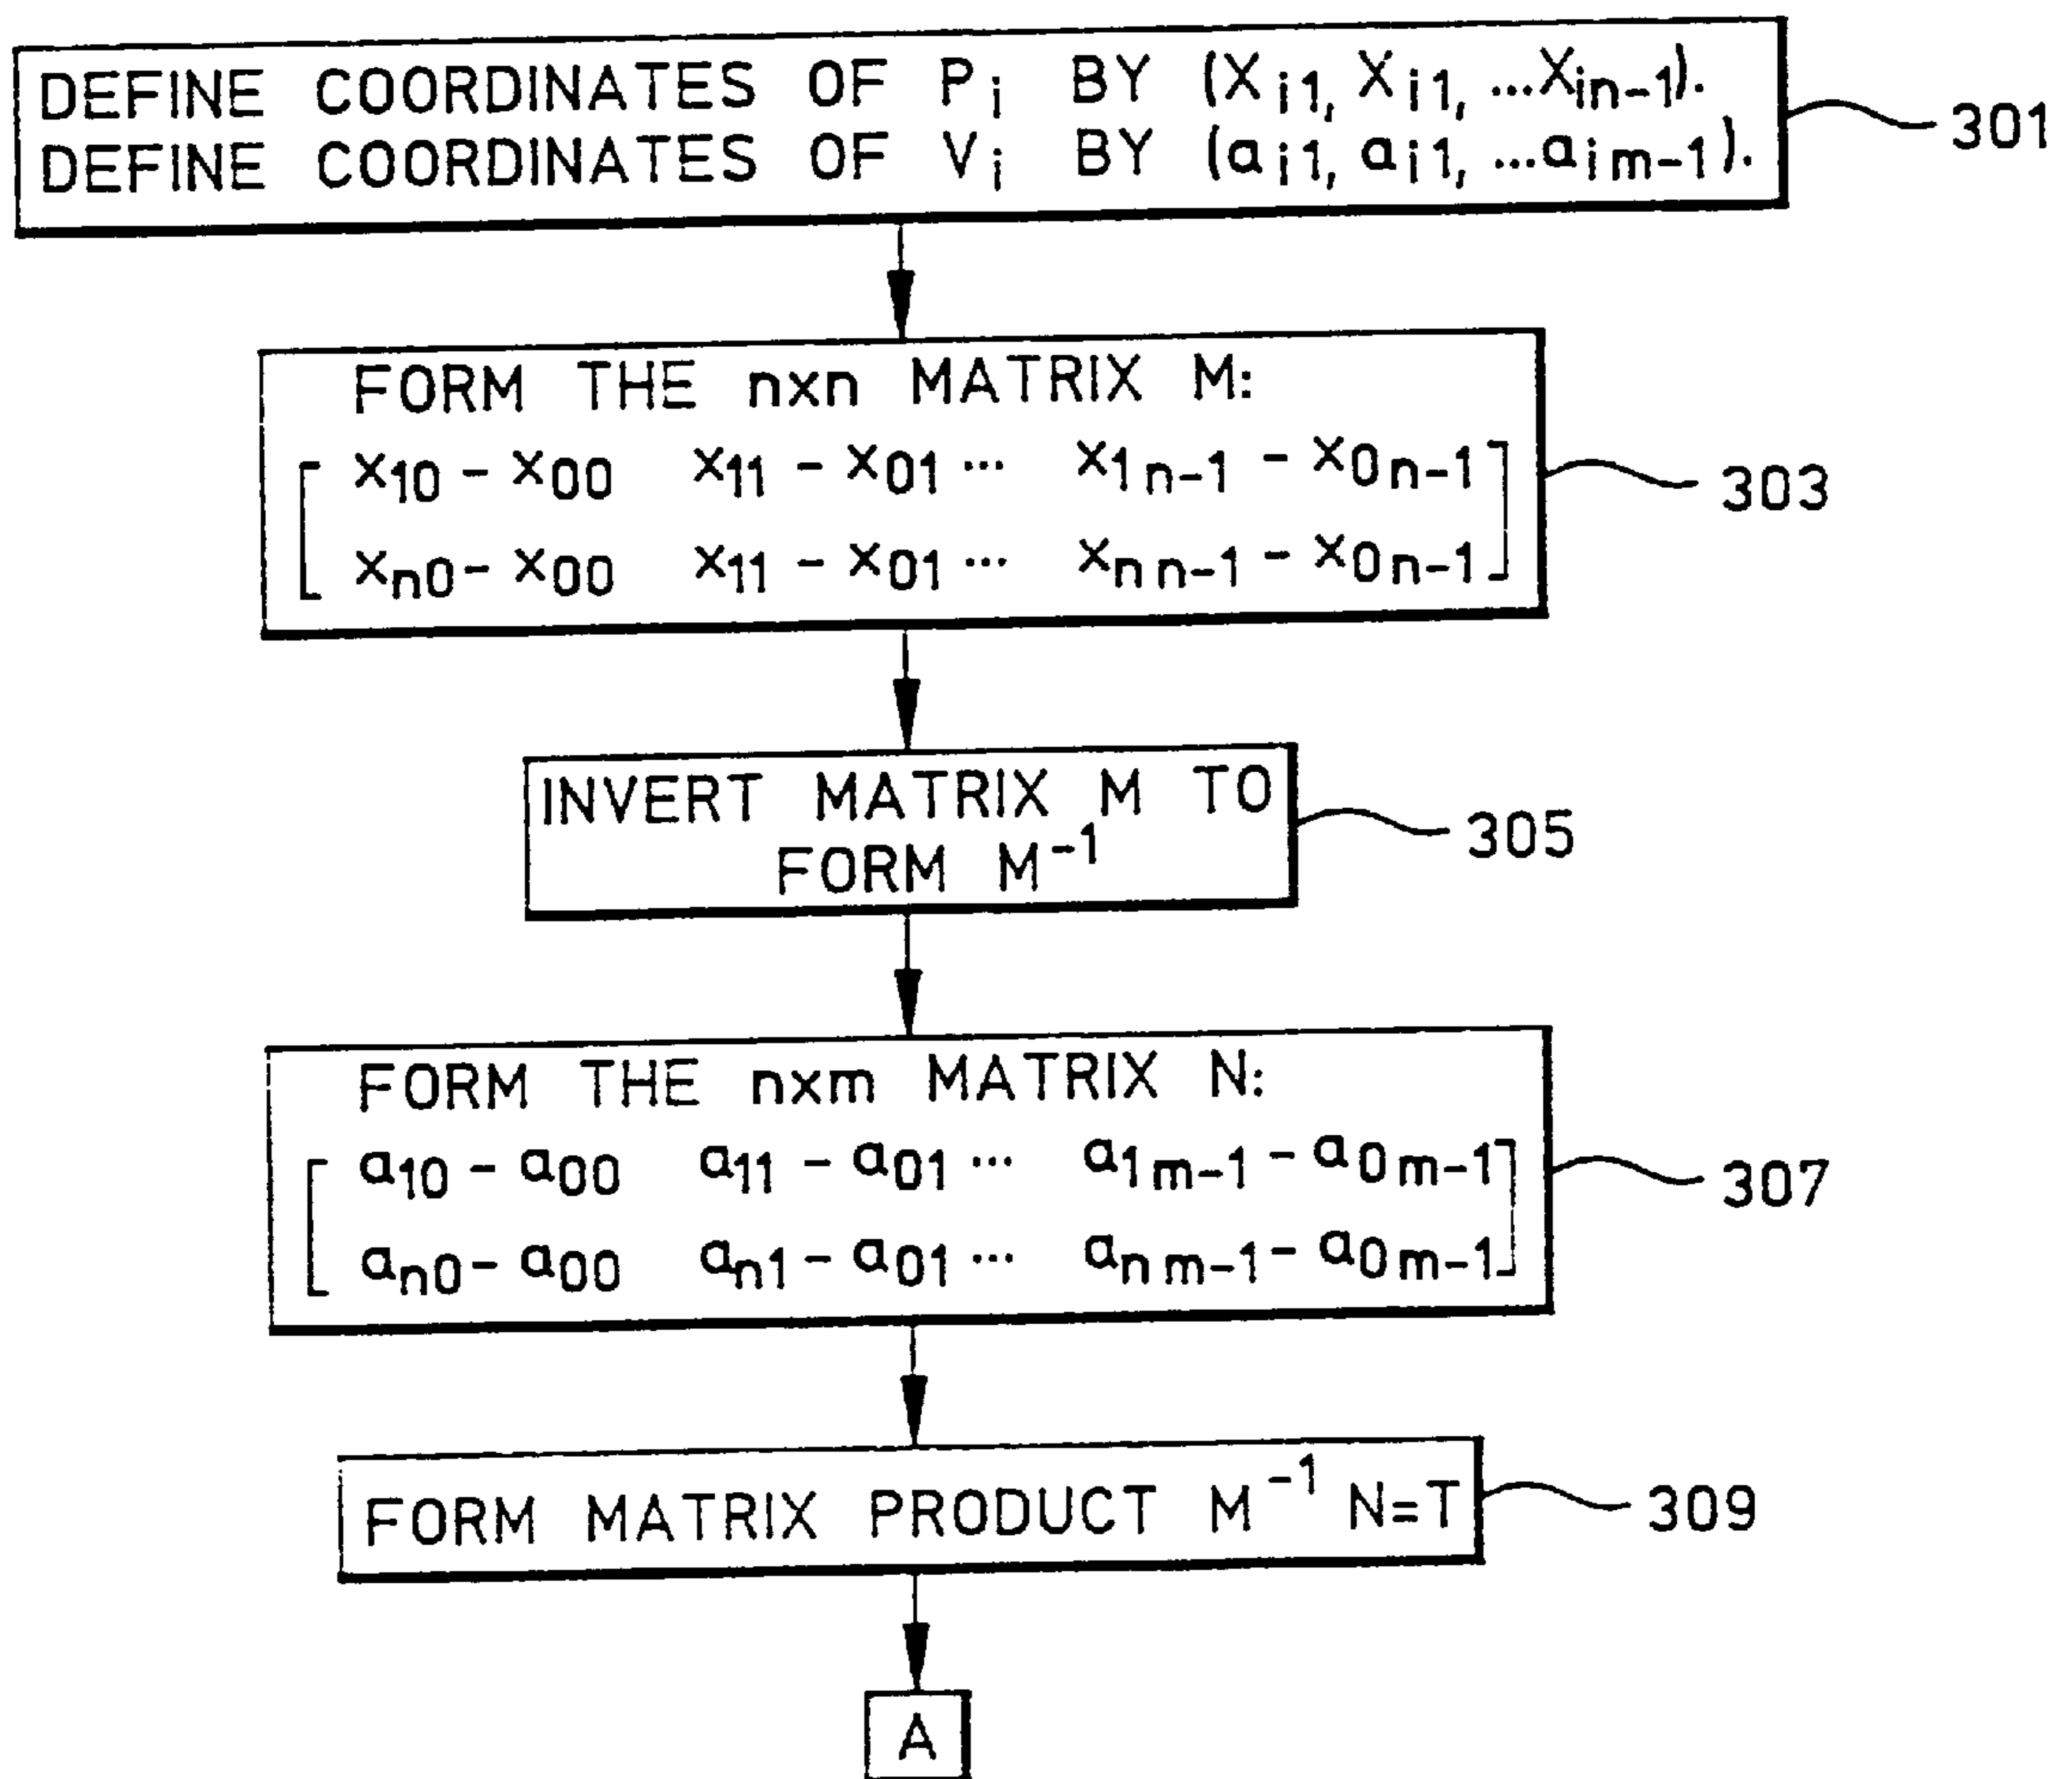 DEFINE COORDINATES OF Pi BY (Xi1, Xi1, ...Xin-1).
DEFINE COORDINATES OF Vi BY (ai1, ai1, ...aim-1).
301
FORM THE nxn MATRIX M:
x10 - x00 x11 - x01 ... x1n-1 - x0n-1
xn0 - x00 x11 - x01 ... xnn-1 - x0n-1
303
INVERT MATRIX M TO
FORM M⁻¹
305
FORM THE nxm MATRIX N:
a10 - a00 a11 - a01 ... a1m-1 - a0m-1
an0 - a00 an1 - a01 ... anm-1 - a0m-1
307
FORM MATRIX PRODUCT M⁻¹ N=T
309
A